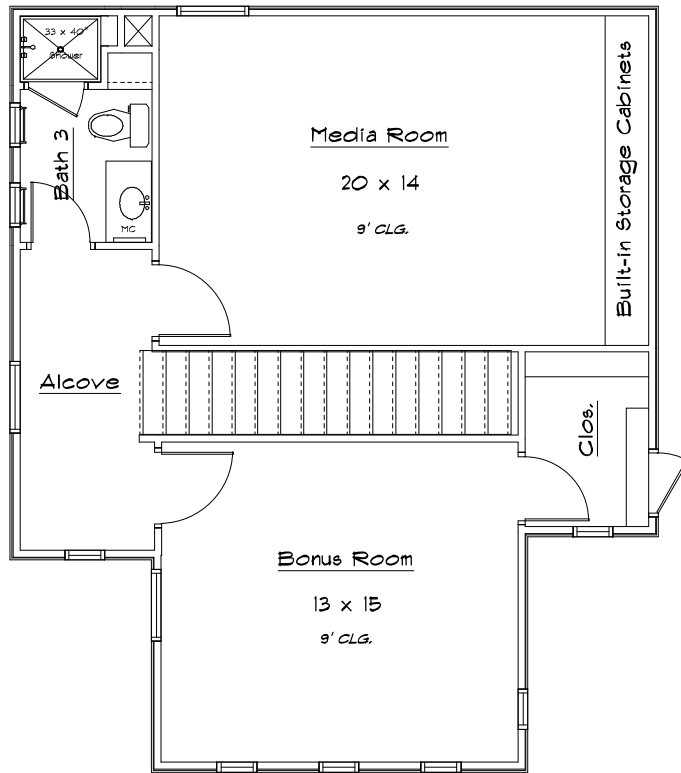 33 x 40"
Shower
Bath 3
MC
Media Room
20 x 14
9' CLG.
Built-in Storage Cabinets
Alcove
Clos.
Bonus Room
13 x 15
9' CLG.